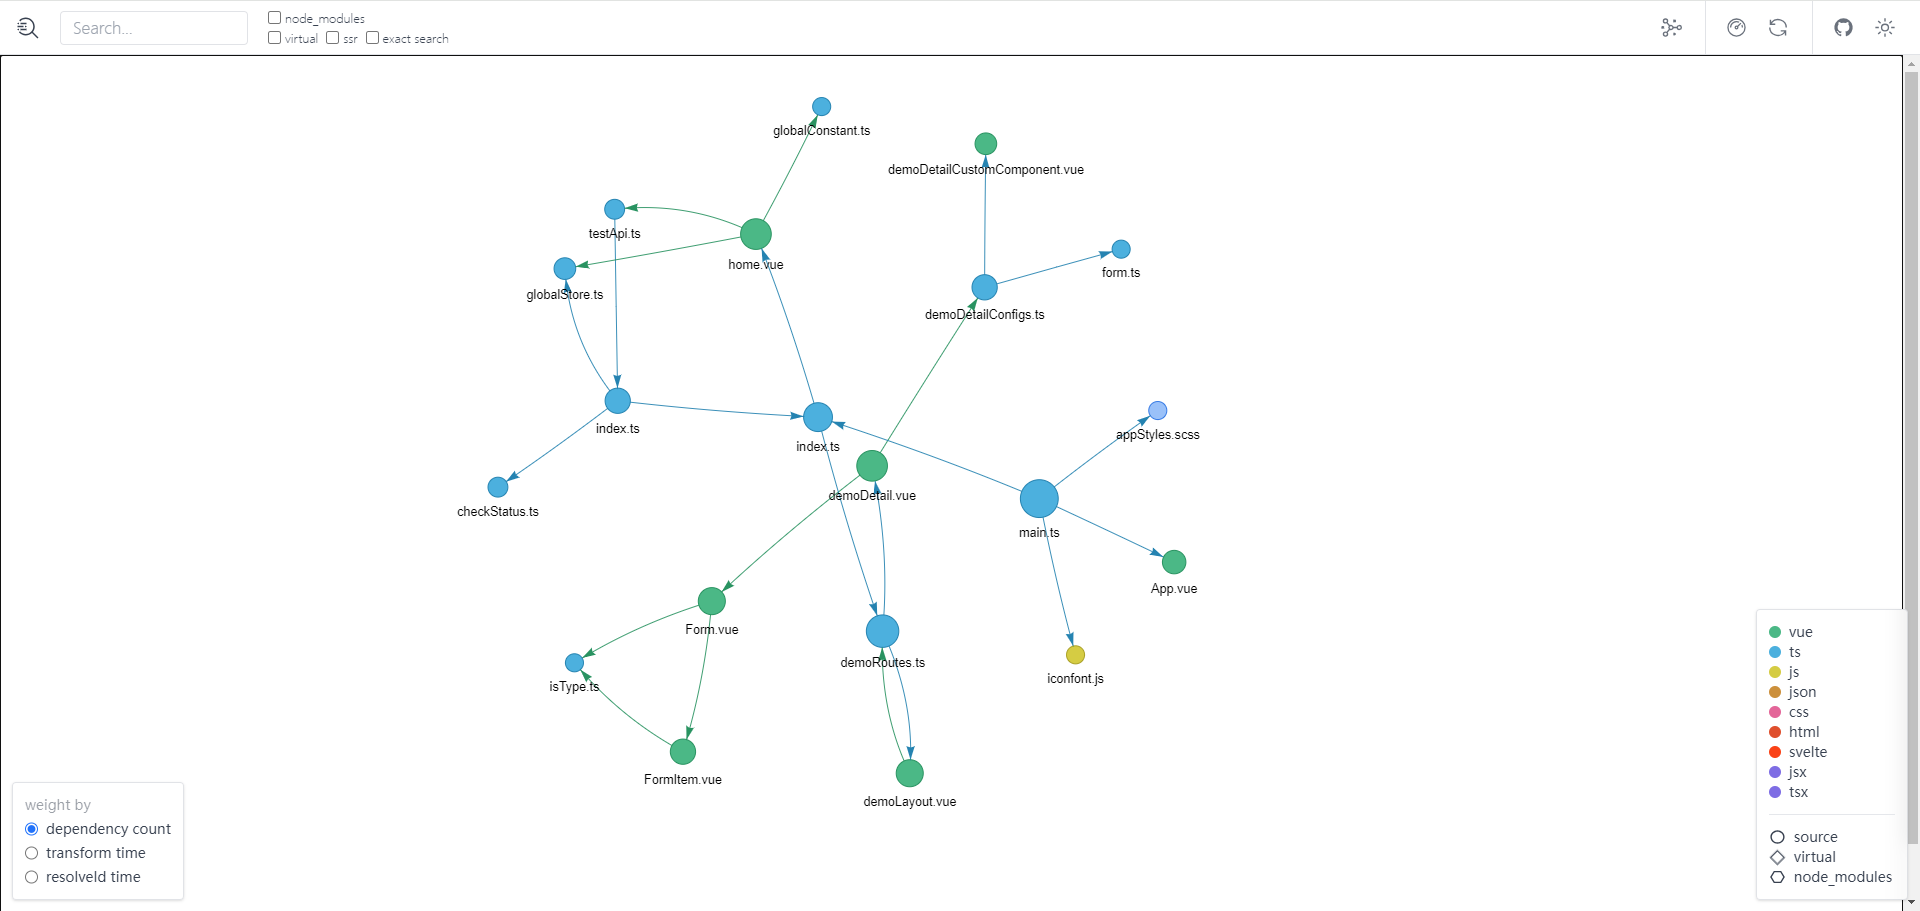 Search...
node_modules
virtual ssr exact search
globalConstant.ts
demoDetailCustomComponent.vue
testApi.ts
home.vue
form.ts
globalStore.ts
demoDetailConfigs.ts
index.ts
index.ts
appStyles.scss
demoDetail.vue
checkStatus.ts
main.ts
App.vue
Form.vue
demoRoutes.ts
iconfont.js
isType.ts
FormItem.vue
demoLayout.vue
weight by
dependency count
transform time
resolveId time
vue
ts
js
json
css
html
svelte
jsx
tsx
source
virtual
node_modules